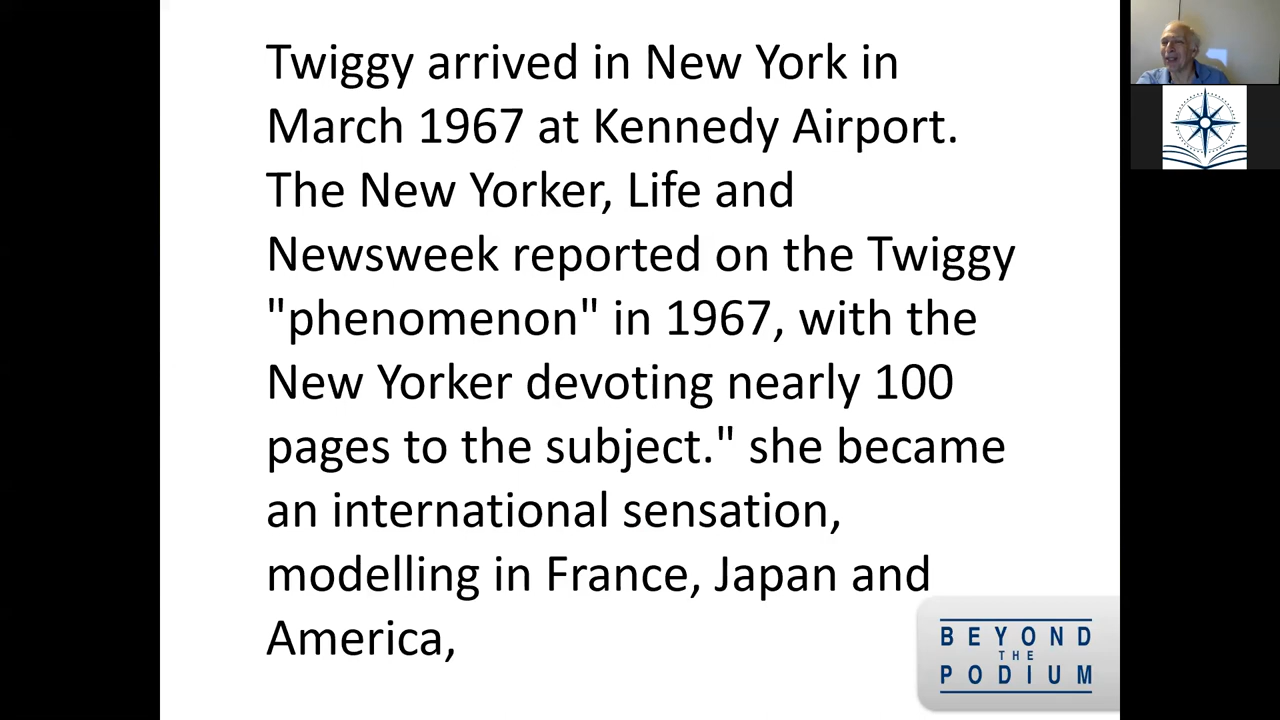 Twiggy arrived in New York in
March 1967 at Kennedy Airport.
The New Yorker, Life and
Newsweek reported on the Twiggy
"phenomenon" in 1967, with the
New Yorker devoting nearly 100
pages to the subject." she became
an international sensation,
modelling in France, Japan and
America,
BEYOND
THE
PODIUM